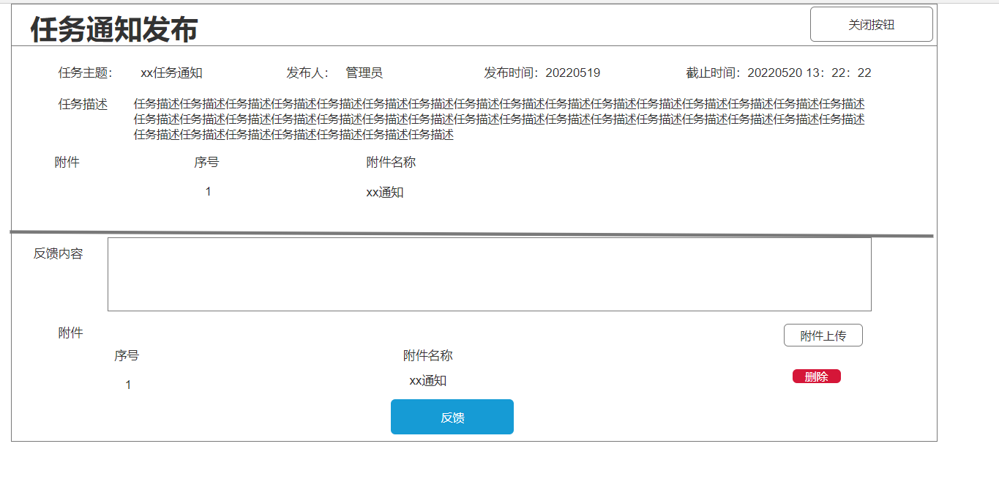 任务通知发布
关闭按钮
任务主题： xx任务通知 发布人： 管理员 发布时间：20220519 截止时间：20220520 13：22：22
任务描述 任务描述任务描述任务描述任务描述任务描述任务描述任务描述任务描述任务描述任务描述任务描述任务描述任务描述任务描述任务描述任务描述
任务描述任务描述任务描述任务描述任务描述任务描述任务描述任务描述任务描述任务描述任务描述任务描述任务描述任务描述任务描述任务描述
任务描述任务描述任务描述任务描述任务描述任务描述任务描述
附件 序号 附件名称
1 xx通知
反馈内容
附件 附件上传
序号 附件名称
1 xx通知 删除
反馈